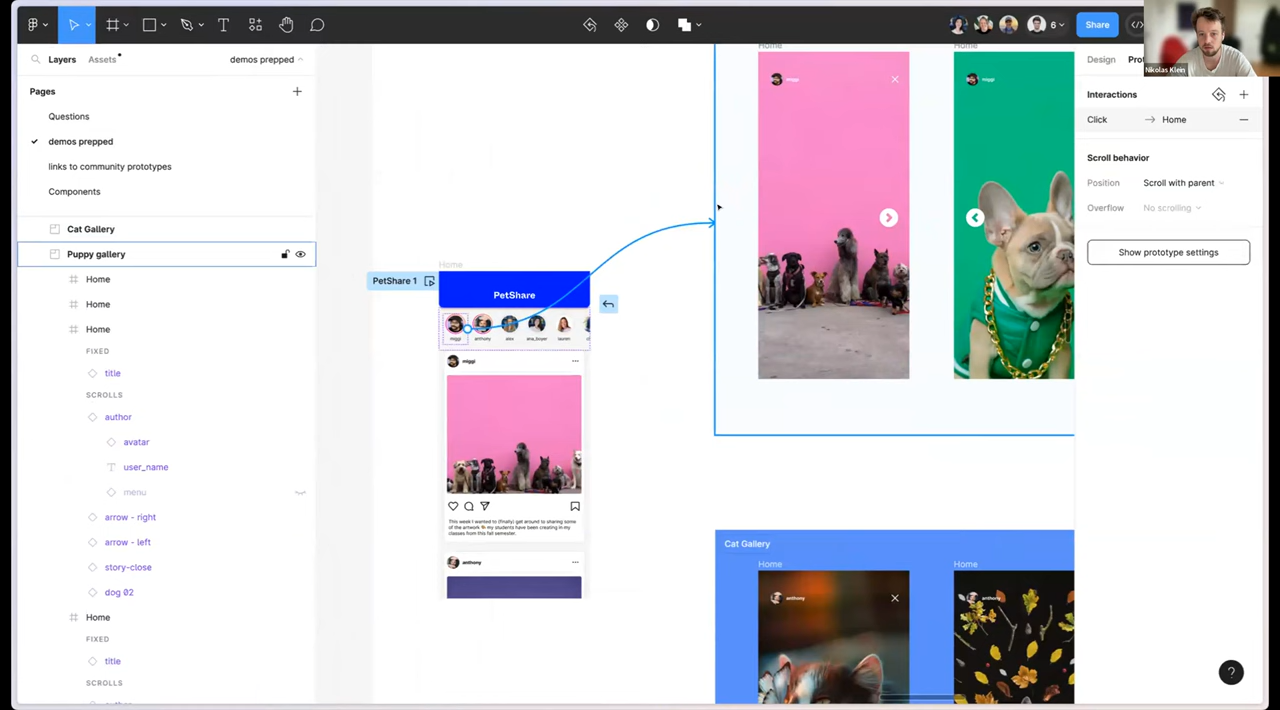 6
Share
Nikolas Klein
Layers
Assets
demos prepped
Pages
Questions
demos prepped
links to community prototypes
Components
Cat Gallery
Puppy gallery
Home
Home
Home
FIXED
title
SCROLLS
author
avatar
user_name
menu
arrow - right
arrow - left
story-close
dog 02
Home
FIXED
title
SCROLLS
Home
Home
miggi
miggi
Home
PetShare 1
PetShare
miggi
anthony
alex
ana_boyer
lauren
miggi
This week I wanted to (finally) get around to sharing some
of the artwork my students have been creating in my
classes from this fall semester.
anthony
Cat Gallery
Home
Home
anthony
anthony
Design
Interactions
Click
Home
Scroll behavior
Position
Scroll with parent
Overflow
No scrolling
Show prototype settings
?